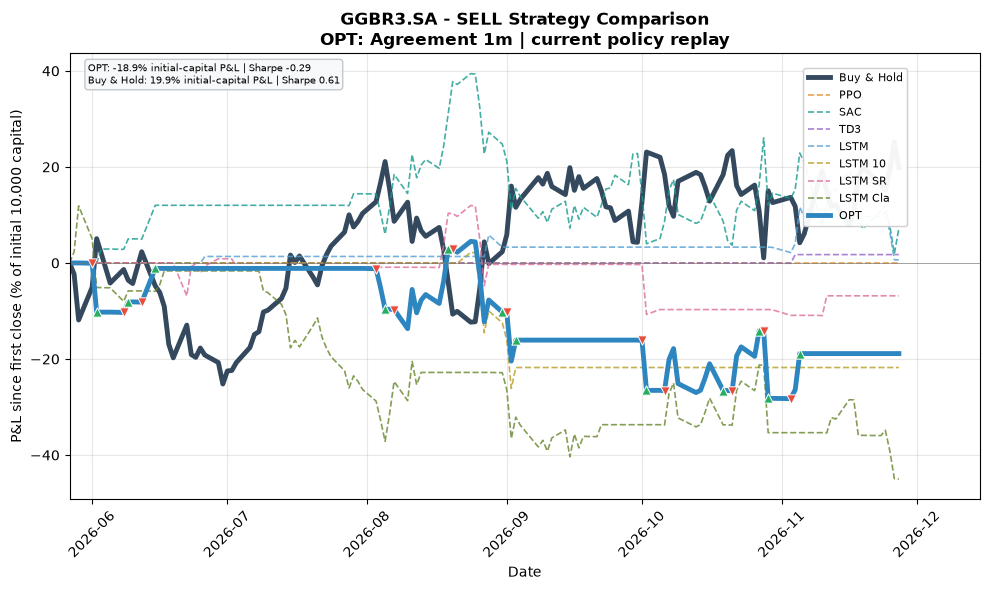 GGBR3.SA - SELL Strategy Comparison
OPT: Agreement 1m | current policy replay
OPT: -18.9% initial-capital P&L | Sharpe -0.29
Buy & Hold: 19.9% initial-capital P&L | Sharpe 0.61
Buy & Hold
PPO
SAC
TD3
LSTM
LSTM 10
LSTM SR
LSTM Cla
OPT
P&L since first close (% of initial 10,000 capital)
40
20
0
−20
−40
2026-06
2026-07
2026-08
2026-09
2026-10
2026-11
2026-12
Date